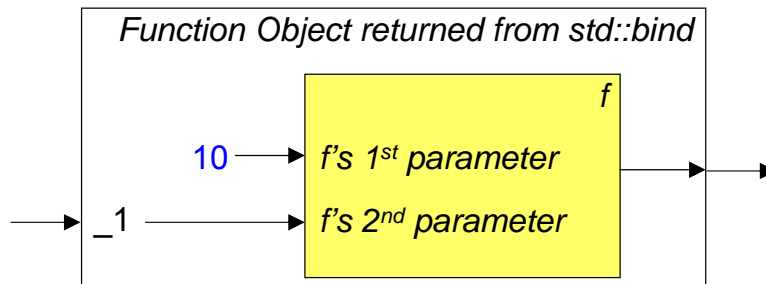 Function Object returned from std::bind
f
10 f's 1st parameter
_1 f's 2nd parameter